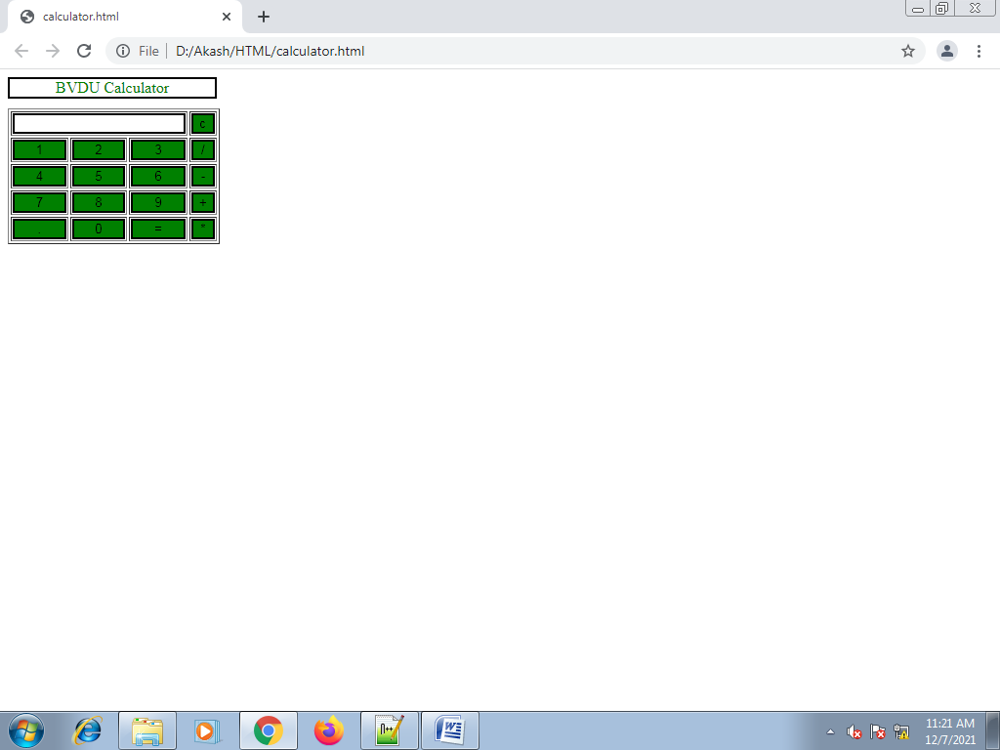 calculator.html
File D:/Akash/HTML/calculator.html
BVDU Calculator
c
1 2 3 /
4 5 6 -
7 8 9 +
. 0 = *
11:21 AM
12/7/2021